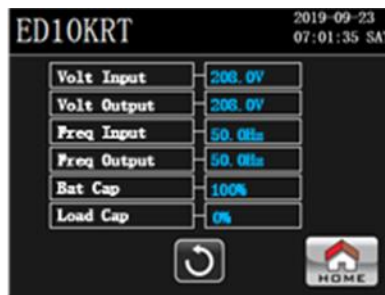 ED10KRT
2019-09-23
07:01:35 SAT
Volt Input 208.0V
Volt Output 208.0V
Freq Input 50.0Hz
Freq Output 50.0Hz
Bat Cap 100%
Load Cap 0%
HOME